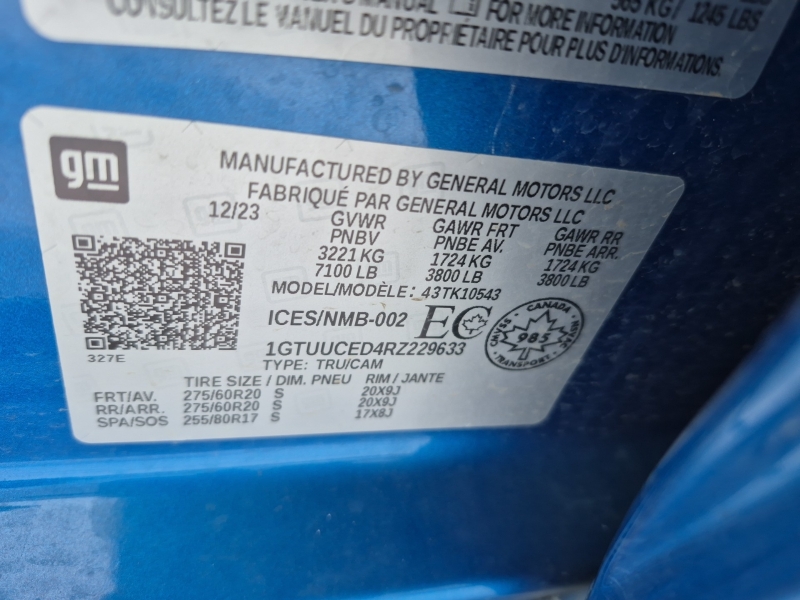 365 KG / 1245 LBS
MANUAL FOR MORE INFORMATION
CONSULTEZ LE MANUEL DU PROPRIÉTAIRE POUR PLUS D'INFORMATIONS.
gm
MANUFACTURED BY GENERAL MOTORS LLC
FABRIQUÉ PAR GENERAL MOTORS LLC
12/23
GVWR GAWR FRT GAWR RR
PNBV PNBE AV. PNBE ARR.
3221 KG 1724 KG 1724 KG
7100 LB 3800 LB 3800 LB
MODEL/MODÈLE: 43TK10543
ICES/NMB-002 EC
CANADA
985
TRANSPORT
327E
1GTUUCED4RZ229633
TYPE: TRU/CAM
TIRE SIZE / DIM. PNEU RIM / JANTE
FRT/AV. 275/60R20 S 20X9J
RR/ARR. 275/60R20 S 20X9J
SPA/SOS 255/80R17 S 17X8J